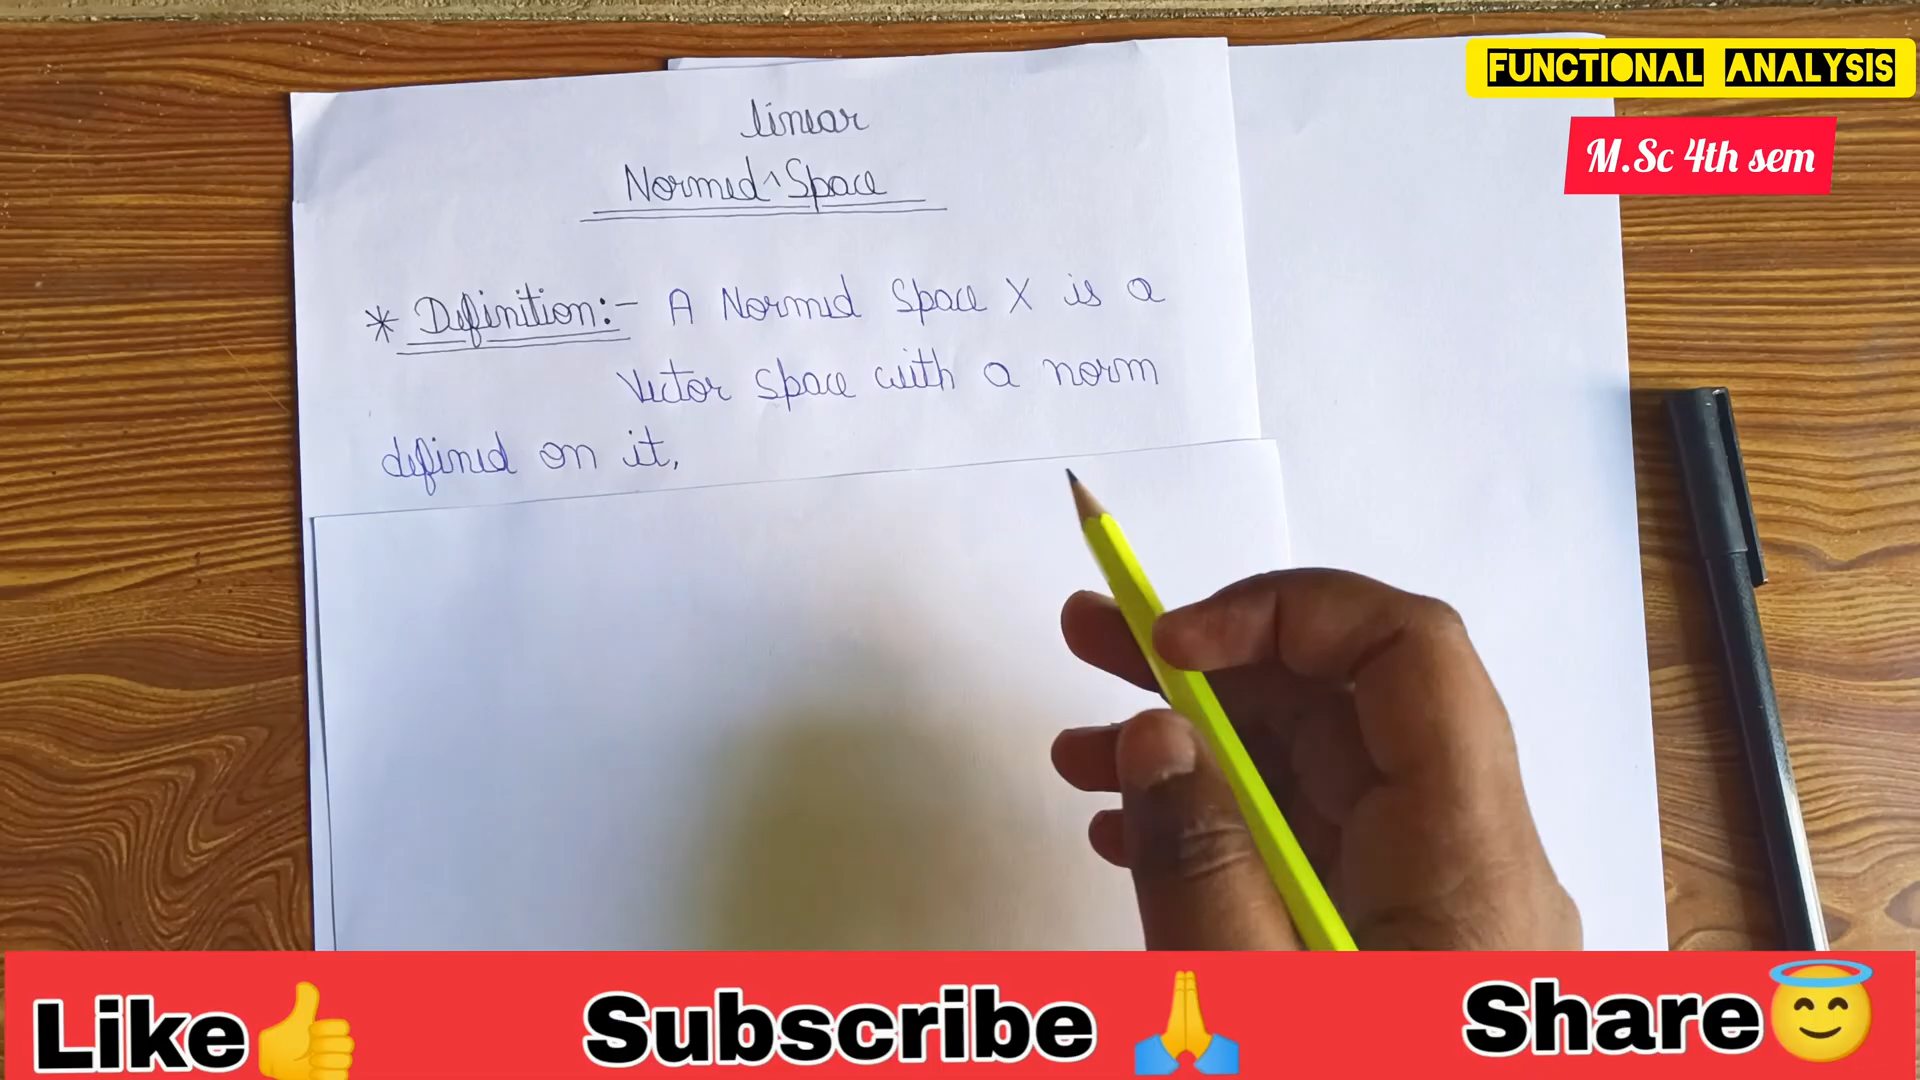 FUNCTIONAL ANALYSIS
M.Sc 4th sem
linear
Normed ^ Space
* Definition:- A Normed Space X is a
Vector space with a norm
defined on it,
Like👍 Subscribe 🙏 Share😇